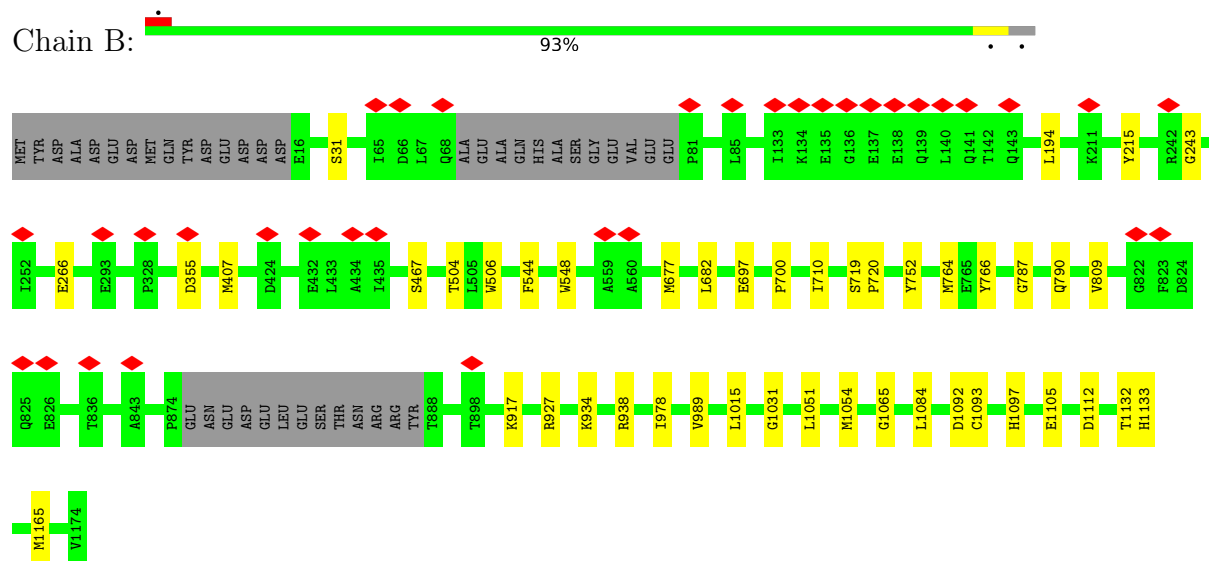 Chain B:
93%
MET TYR ASP ALA ASP GLU ASP MET GLN TYR ASP GLU ASP ASP ASP E16 S31 I65 D66 L67 Q68 ALA GLU ALA GLN HIS ALA SER GLY GLU VAL GLU GLU P81 L85 I133 K134 E135 G136 E137 E138 Q139 L140 Q141 T142 Q143 L194 K211 Y215 R242 G243
I252 E266 E293 P328 D355 M407 D424 E432 L433 A434 I435 S467 T504 L505 W506 F544 W548 A559 A560 M677 L682 E697 P700 I710 S719 P720 Y752 M764 E765 Y766 G787 Q790 V809 G822 F823 D824
Q825 E826 T836 A843 P874 GLU ASN GLU ASP GLU LEU GLU SER THR ASN ARG ARG TYR T888 T898 K917 R927 K934 R938 I978 V989 L1015 G1031 L1051 M1054 G1065 L1084 D1092 C1093 H1097 E1105 D1112 T1132 H1133
M1165 V1174